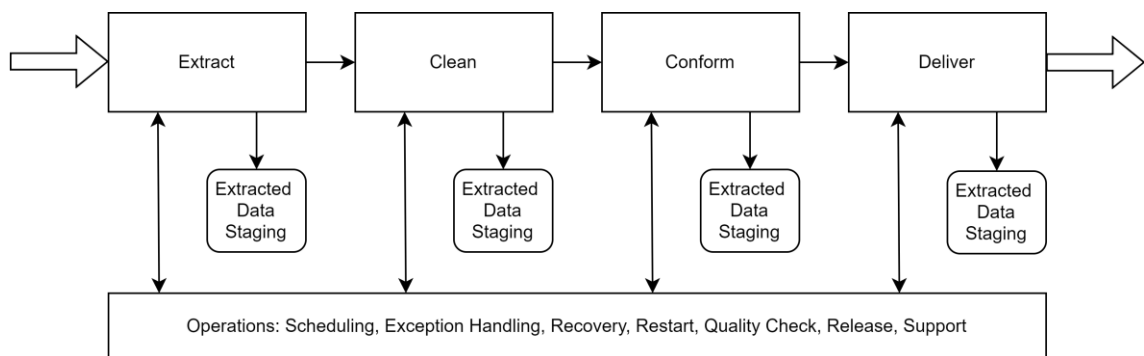 Extract
Clean
Conform
Deliver
Extracted
Data
Staging
Extracted
Data
Staging
Extracted
Data
Staging
Extracted
Data
Staging
Operations: Scheduling, Exception Handling, Recovery, Restart, Quality Check, Release, Support